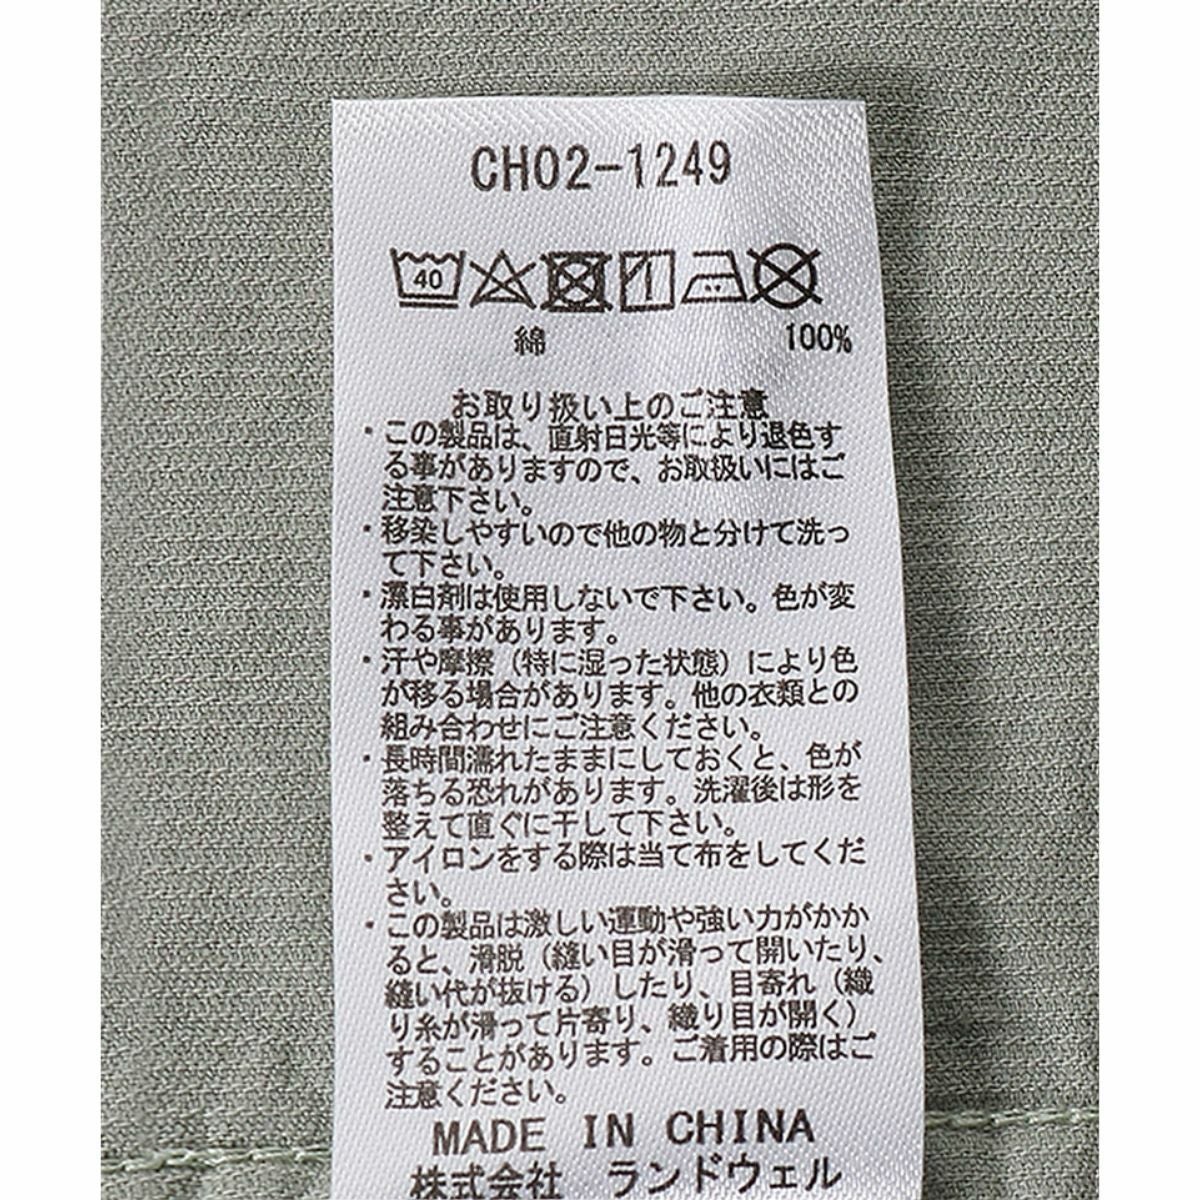 CH02-1249
40
綿 100%
お取り扱い上のご注意
・この製品は、直射日光等により退色す
る事がありますので、お取扱いにはご
注意下さい。
・移染しやすいので他の物と分けて洗っ
て下さい。
・漂白剤は使用しないで下さい。色が変
わる事があります。
・汗や摩擦（特に湿った状態）により色
が移る場合があります。他の衣類との
組み合わせにご注意ください。
・長時間濡れたままにしておくと、色が
落ちる恐れがあります。洗濯後は形を
整えて直ぐに干して下さい。
・アイロンをする際は当て布をしてくだ
さい。
・この製品は激しい運動や強い力がかか
ると、滑脱（縫い目が滑って開いたり、
縫い代が抜ける）したり、目寄れ（織
り糸が滑って片寄り、織り目が開く）
することがあります。ご着用の際はご
注意ください。
MADE IN CHINA
株式会社 ランドウェル